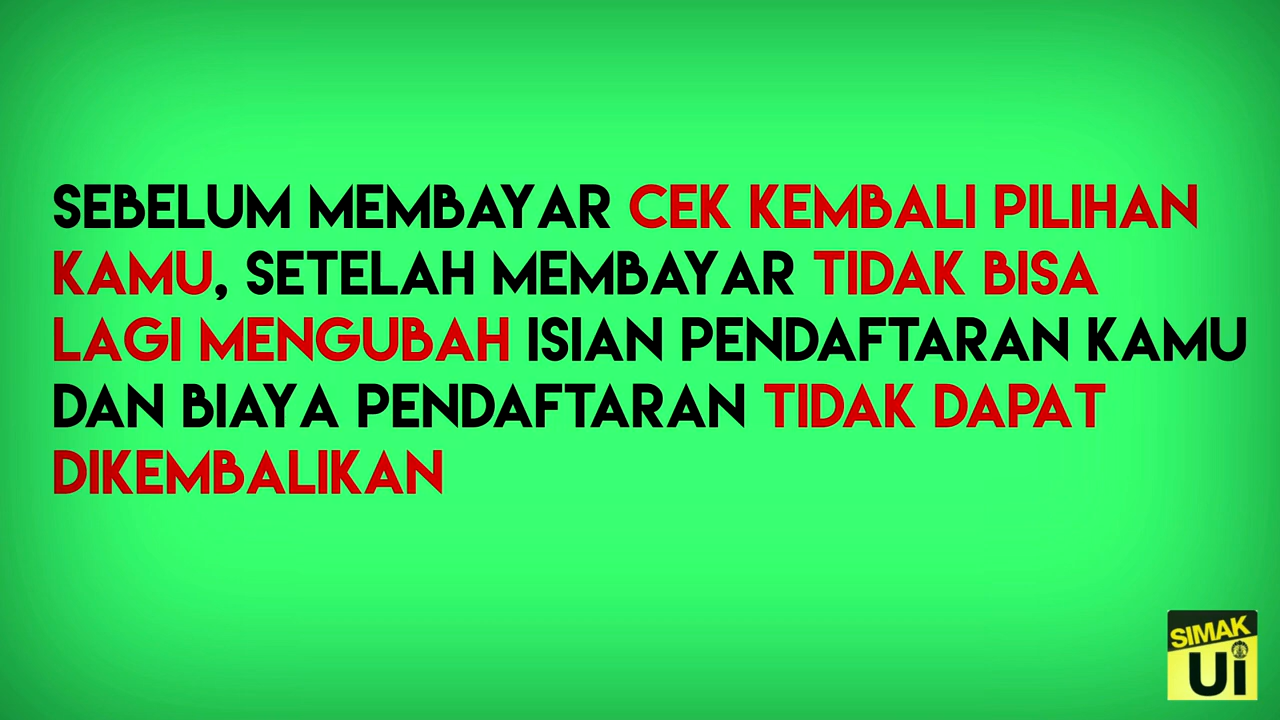 SEBELUM MEMBAYAR CEK KEMBALI PILIHAN
KAMU, SETELAH MEMBAYAR TIDAK BISA
LAGI MENGUBAH ISIAN PENDAFTARAN KAMU
DAN BIAYA PENDAFTARAN TIDAK DAPAT
DIKEMBALIKAN
SIMAK
Ui